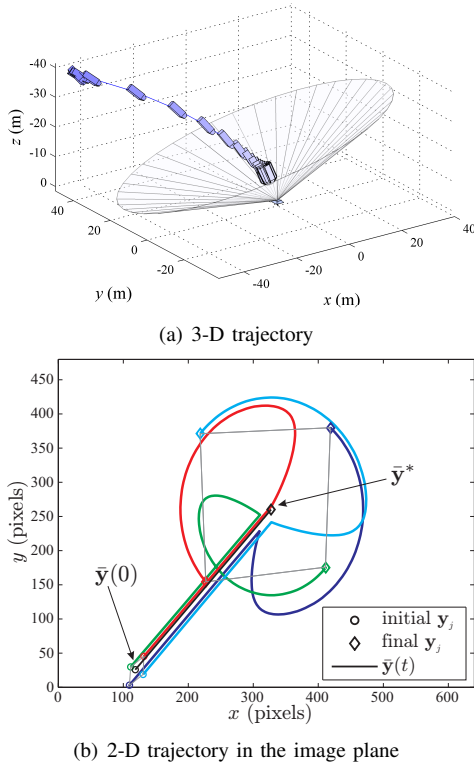 -40
-30
-20
-10
0
z (m)
40
20
0
-20
y (m)
-40
-20
0
20
40
x (m)
(a) 3-D trajectory
450
400
350
300
250
200
150
100
50
0
y (pixels)
ȳ*
ȳ(0)
initial y_j
final y_j
ȳ(t)
0 100 200 300 400 500 600
x (pixels)
(b) 2-D trajectory in the image plane